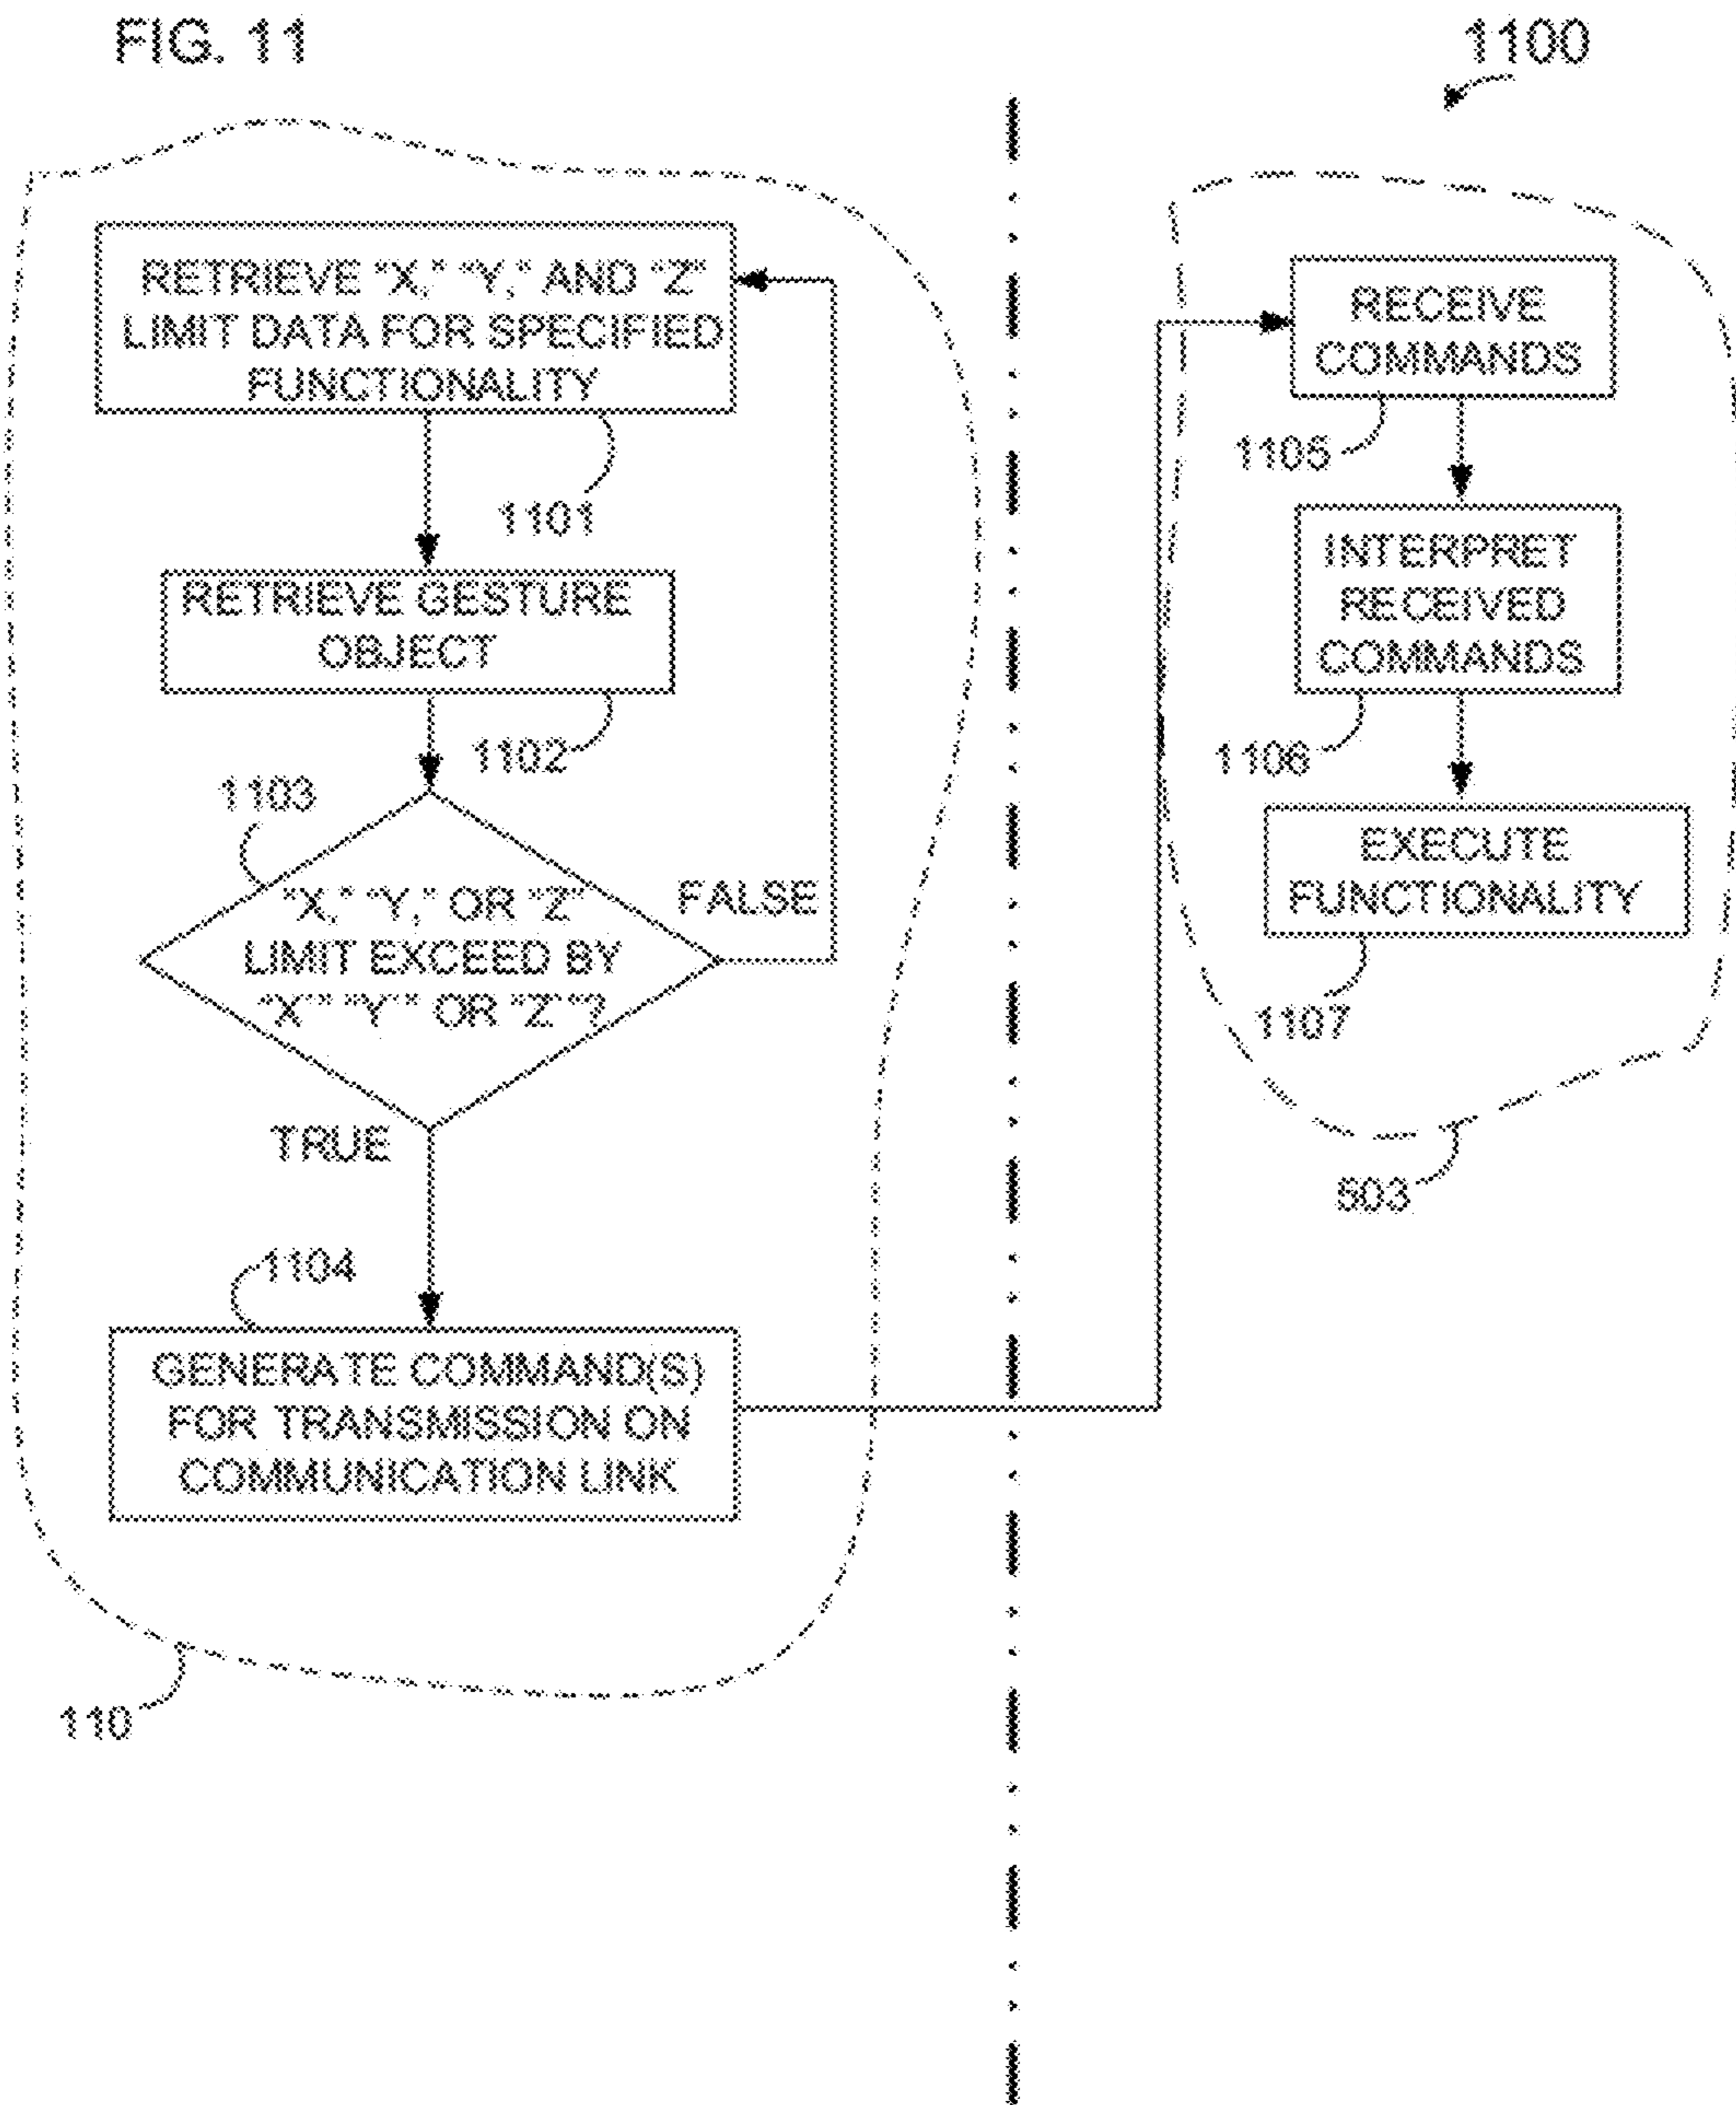 FIG. 11
1100
RETRIEVE "X," "Y," AND "Z"
LIMIT DATA FOR SPECIFIED
FUNCTIONALITY
1101
RETRIEVE GESTURE
OBJECT
1102
1103
"X," "Y," OR "Z"
LIMIT EXCEED BY
"X'" "Y'" OR "Z'"?
FALSE
TRUE
1104
GENERATE COMMAND(S)
FOR TRANSMISSION ON
COMMUNICATION LINK
110
RECEIVE
COMMANDS
1105
INTERPRET
RECEIVED
COMMANDS
1106
EXECUTE
FUNCTIONALITY
1107
503